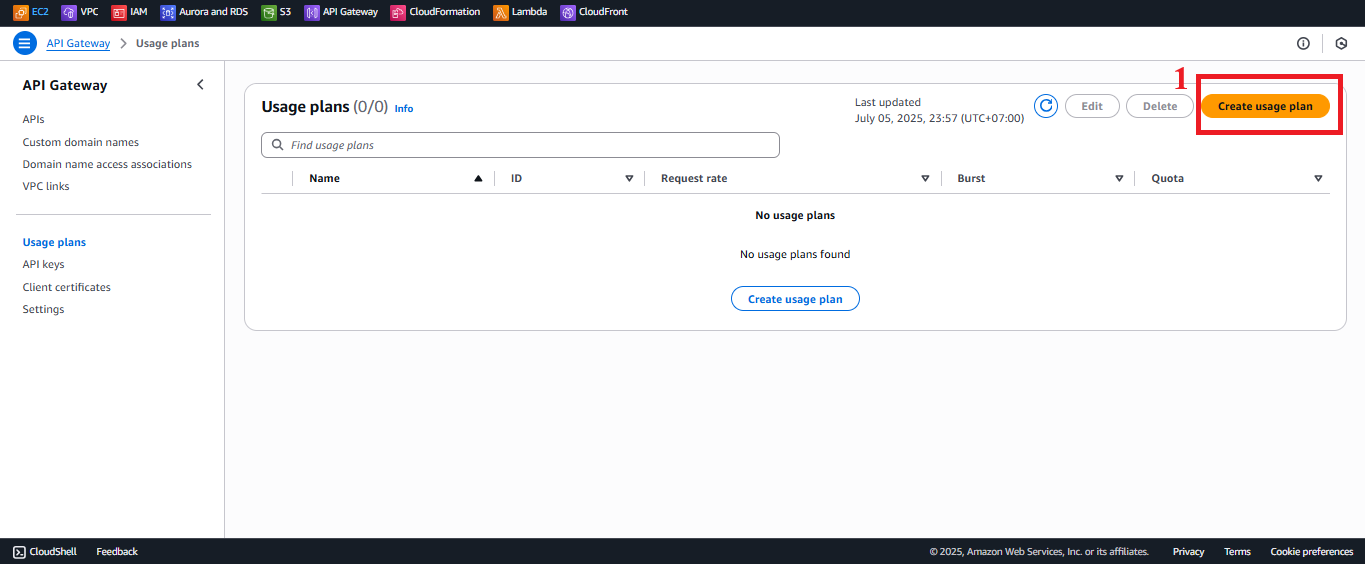 EC2 VPC IAM Aurora and RDS S3 API Gateway CloudFormation Lambda CloudFront
API Gateway Usage plans
API Gateway
APIs
Custom domain names
Domain name access associations
VPC links
Usage plans
API keys
Client certificates
Settings
1
Usage plans (0/0) Info
Last updated
July 05, 2025, 23:57 (UTC+07:00)
Edit Delete Create usage plan
Find usage plans
Name ID Request rate Burst Quota
No usage plans
No usage plans found
Create usage plan
CloudShell Feedback © 2025, Amazon Web Services, Inc. or its affiliates. Privacy Terms Cookie preferences